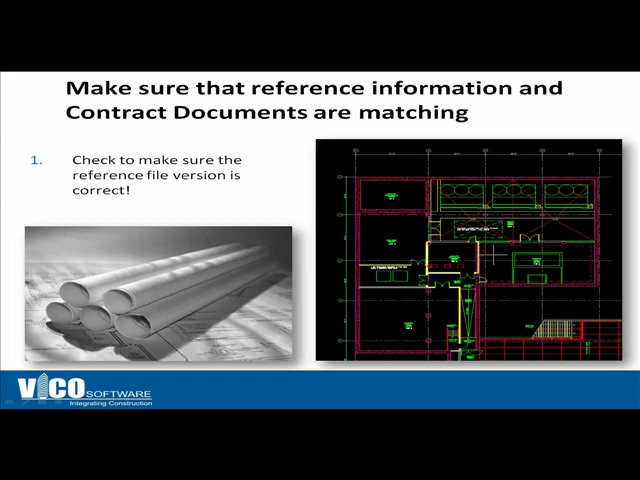 Make sure that reference information and
Contract Documents are matching
1. Check to make sure the
reference file version is
correct!
VICO SOFTWARE
Integrating Construction